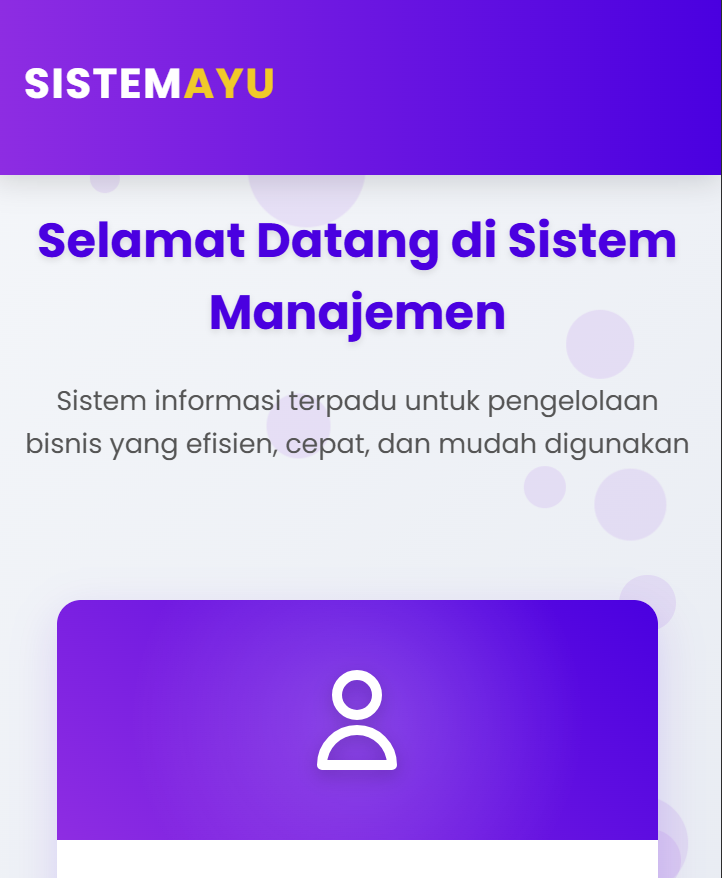 SISTEMAYU
Selamat Datang di Sistem
Manajemen
Sistem informasi terpadu untuk pengelolaan
bisnis yang efisien, cepat, dan mudah digunakan